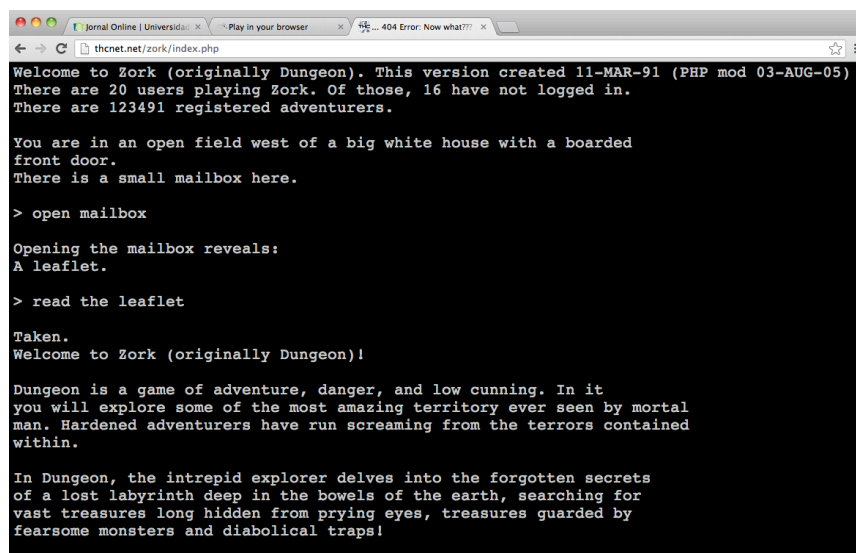 Jornal Online | Universidad
Play in your browser
... 404 Error: Now what???
thcnet.net/zork/index.php
Welcome to Zork (originally Dungeon). This version created 11-MAR-91 (PHP mod 03-AUG-05)
There are 20 users playing Zork. Of those, 16 have not logged in.
There are 123491 registered adventurers.
You are in an open field west of a big white house with a boarded
front door.
There is a small mailbox here.
> open mailbox
Opening the mailbox reveals:
A leaflet.
> read the leaflet
Taken.
Welcome to Zork (originally Dungeon)!
Dungeon is a game of adventure, danger, and low cunning. In it
you will explore some of the most amazing territory ever seen by mortal
man. Hardened adventurers have run screaming from the terrors contained
within.
In Dungeon, the intrepid explorer delves into the forgotten secrets
of a lost labyrinth deep in the bowels of the earth, searching for
vast treasures long hidden from prying eyes, treasures guarded by
fearsome monsters and diabolical traps!